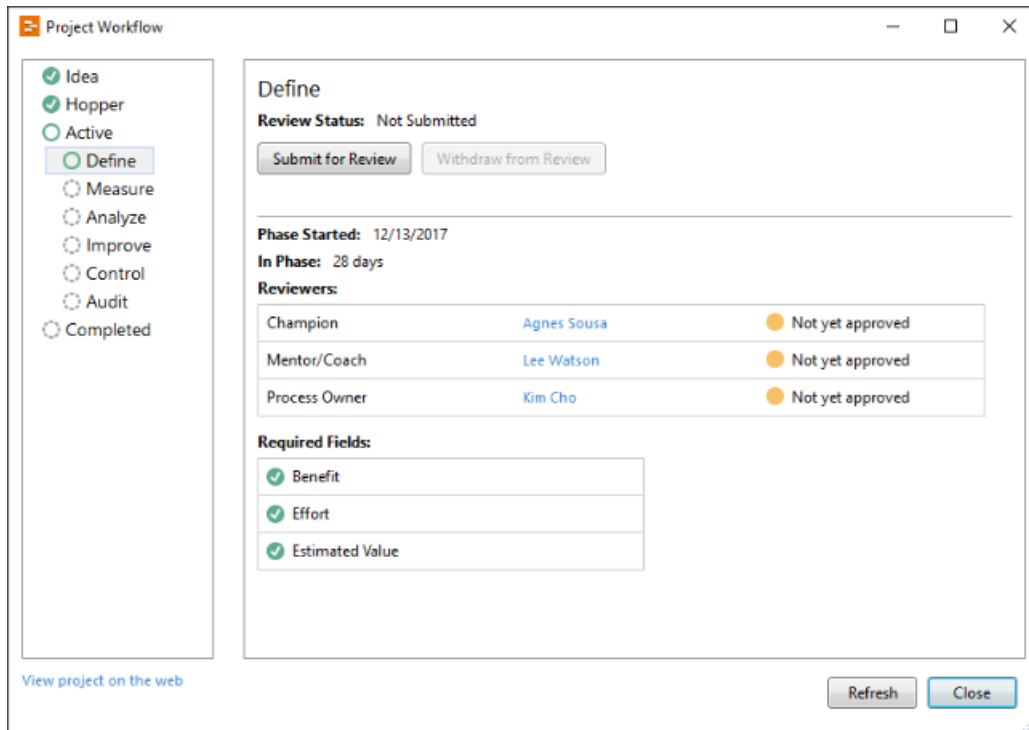 Project Workflow
Idea
Hopper
Active
Define
Measure
Analyze
Improve
Control
Audit
Completed
Define
Review Status: Not Submitted
Submit for Review Withdraw from Review
Phase Started: 12/13/2017
In Phase: 28 days
Reviewers:
Champion Agnes Sousa Not yet approved
Mentor/Coach Lee Watson Not yet approved
Process Owner Kim Cho Not yet approved
Required Fields:
Benefit
Effort
Estimated Value
View project on the web
Refresh Close